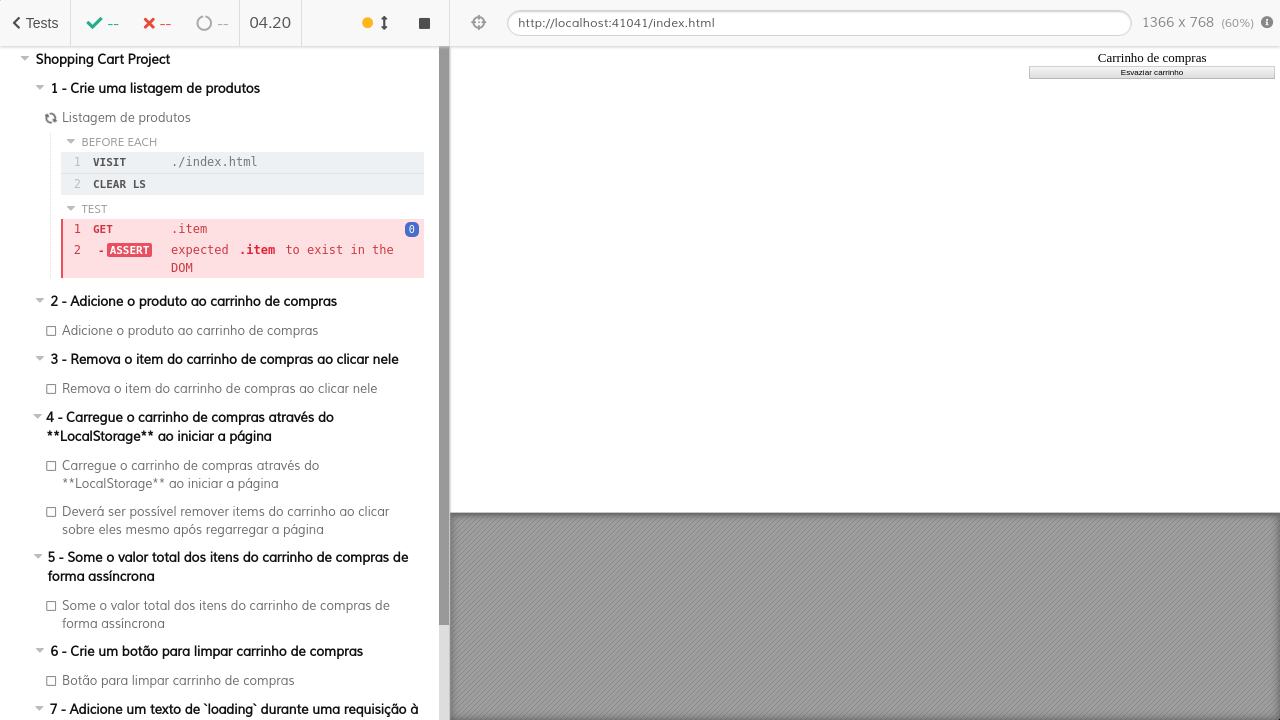 Tests -- -- -- 04.20
http://localhost:41041/index.html 1366 x 768 (60%)
Shopping Cart Project
1 - Crie uma listagem de produtos
Listagem de produtos
BEFORE EACH
1 VISIT ./index.html
2 CLEAR LS
TEST
1 GET .item 0
2 - ASSERT expected .item to exist in the
DOM
2 - Adicione o produto ao carrinho de compras
Adicione o produto ao carrinho de compras
3 - Remova o item do carrinho de compras ao clicar nele
Remova o item do carrinho de compras ao clicar nele
4 - Carregue o carrinho de compras através do
**LocalStorage** ao iniciar a página
Carregue o carrinho de compras através do
**LocalStorage** ao iniciar a página
Deverá ser possível remover items do carrinho ao clicar
sobre eles mesmo após regarregar a página
5 - Some o valor total dos itens do carrinho de compras de
forma assíncrona
Some o valor total dos itens do carrinho de compras de
forma assíncrona
6 - Crie um botão para limpar carrinho de compras
Botão para limpar carrinho de compras
7 - Adicione um texto de `loading` durante uma requisição à
Carrinho de compras
Esvaziar carrinho